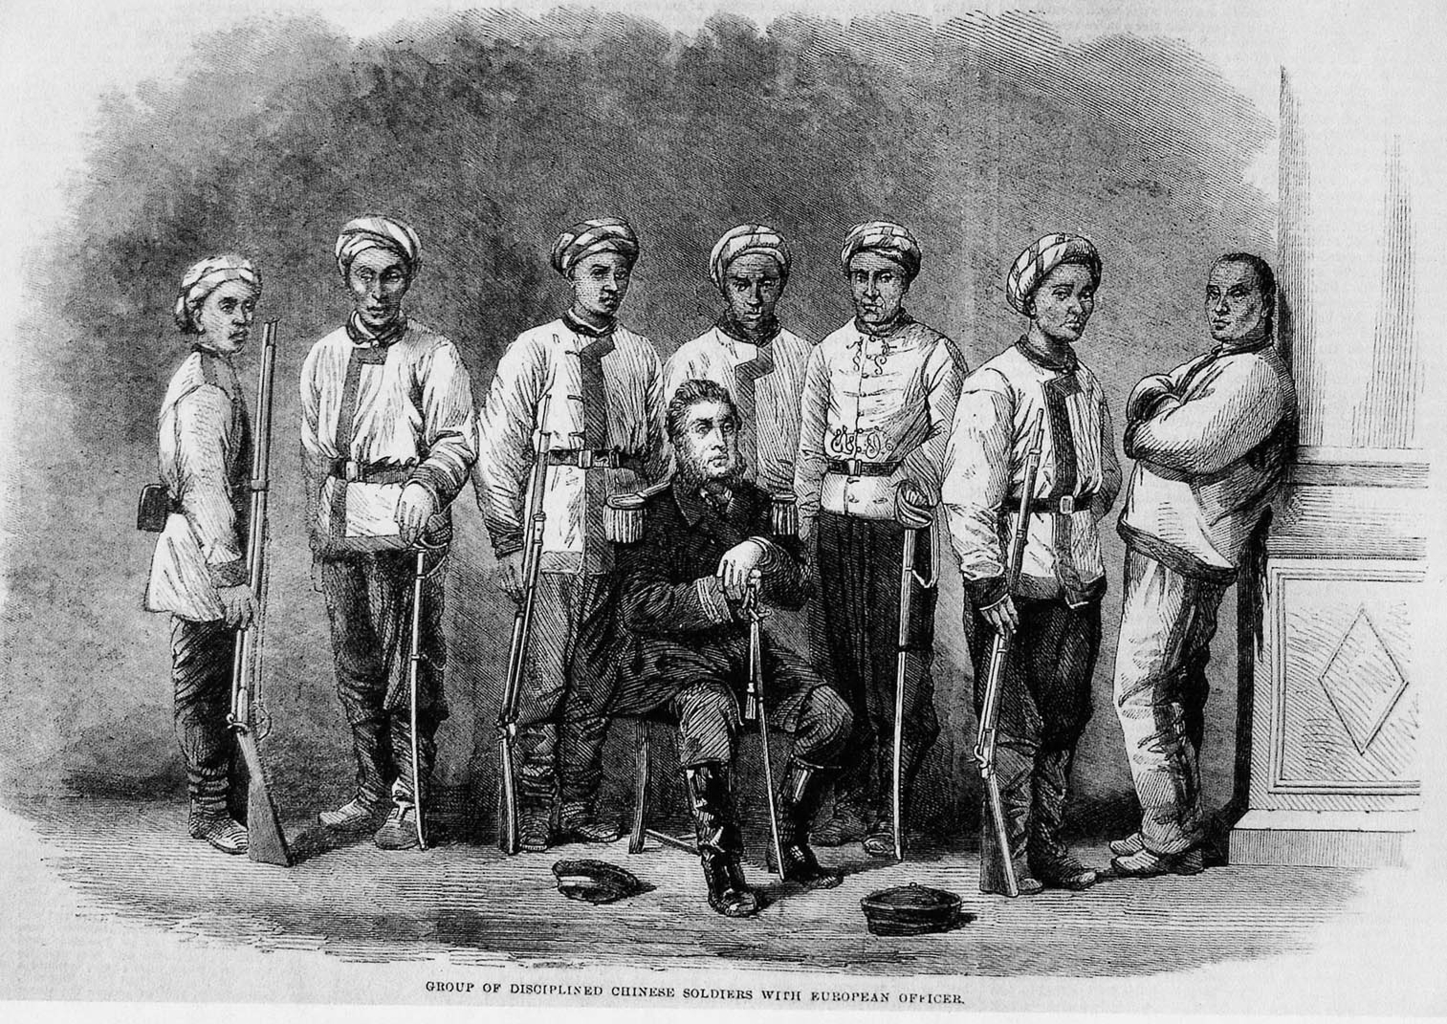 GROUP OF DISCIPLINED CHINESE SOLDIERS WITH EUROPEAN OFFICER.